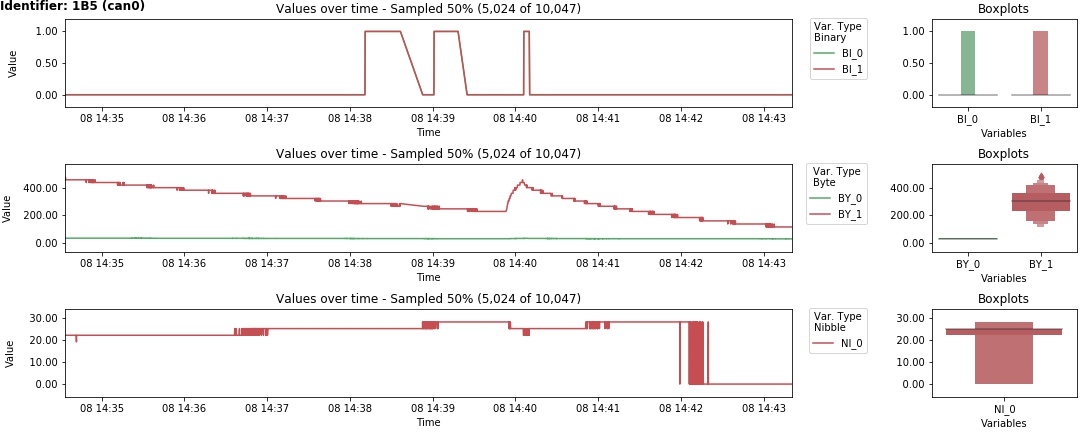 Identifier: 1B5 (can0)
Values over time - Sampled 50% (5,024 of 10,047)
Boxplots
Value
1.00
0.50
0.00
08 14:35 08 14:36 08 14:37 08 14:38 08 14:39 08 14:40 08 14:41 08 14:42 08 14:43
Time
Var. Type
Binary
BI_0
BI_1
1.00
0.50
0.00
BI_0 BI_1
Variables
Values over time - Sampled 50% (5,024 of 10,047)
Boxplots
Value
400.00
200.00
0.00
08 14:35 08 14:36 08 14:37 08 14:38 08 14:39 08 14:40 08 14:41 08 14:42 08 14:43
Time
Var. Type
Byte
BY_0
BY_1
400.00
200.00
0.00
BY_0 BY_1
Variables
Values over time - Sampled 50% (5,024 of 10,047)
Boxplots
Value
30.00
20.00
10.00
0.00
08 14:35 08 14:36 08 14:37 08 14:38 08 14:39 08 14:40 08 14:41 08 14:42 08 14:43
Time
Var. Type
Nibble
NI_0
30.00
20.00
10.00
0.00
NI_0
Variables